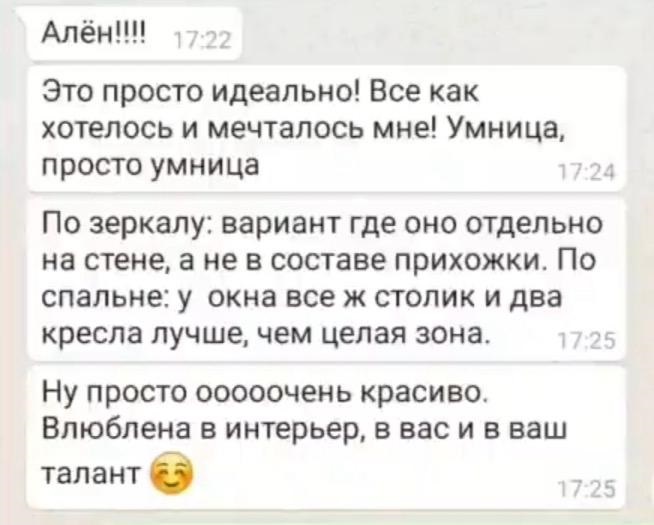 Алён!!!! 17:22
Это просто идеально! Все как
хотелось и мечталось мне! Умница,
просто умница 17:24
По зеркалу: вариант где оно отдельно
на стене, а не в составе прихожки. По
спальне: у окна все ж столик и два
кресла лучше, чем целая зона. 17:25
Ну просто ооооочень красиво.
Влюблена в интерьер, в вас и в ваш
талант ☺️ 17:25